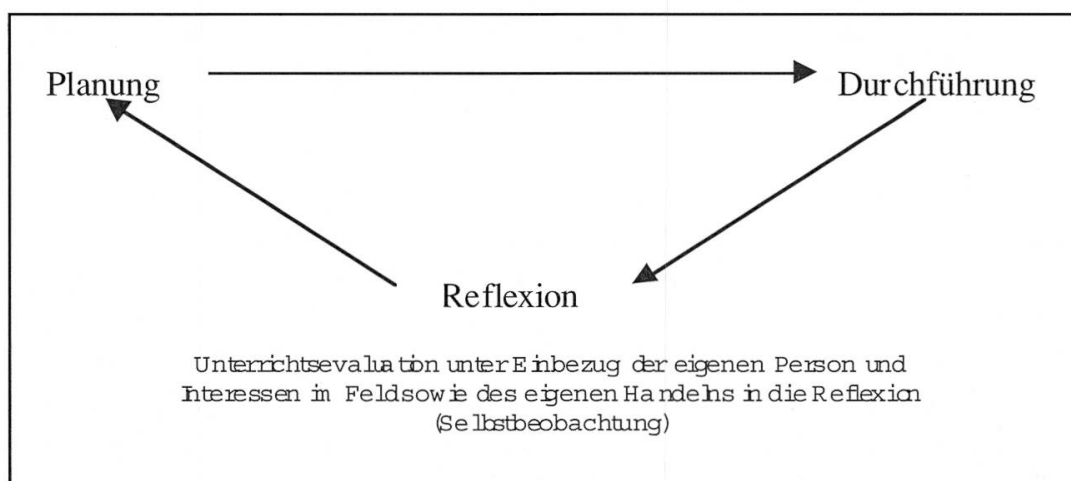 Planung Durchführung
Reflexion
Unterrichtsevaluation unter Einbezug der eigenen Person und
Interessen im Feld sowie des eigenen Handelns in die Reflexion
(Selbstbeobachtung)